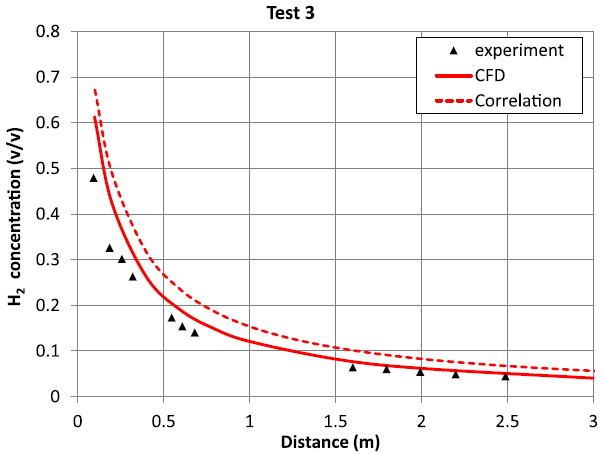 Test 3
0.8
0.7
0.6
0.5
0.4
0.3
0.2
0.1
0
H₂ concentration (v/v)
experiment
CFD
Correlation
0 0.5 1 1.5 2 2.5 3
Distance (m)